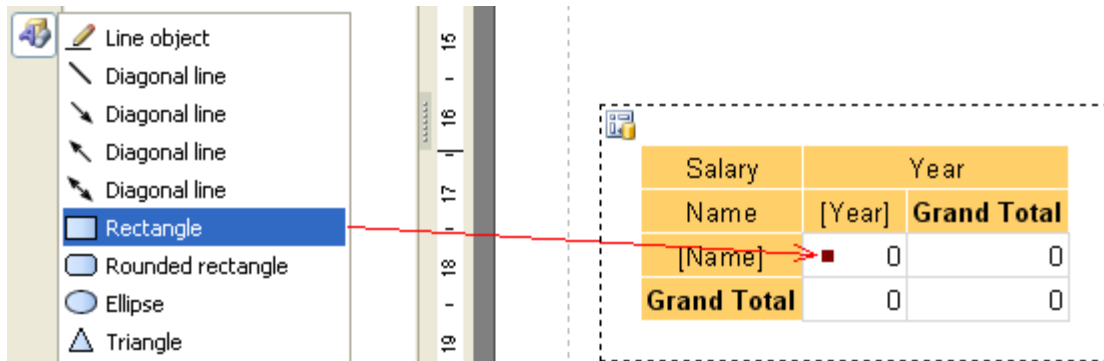 Line object
Diagonal line
Diagonal line
Diagonal line
Diagonal line
Rectangle
Rounded rectangle
Ellipse
Triangle
15
16
17
18
19
Salary Year
Name [Year] Grand Total
[Name] 0 0
Grand Total 0 0